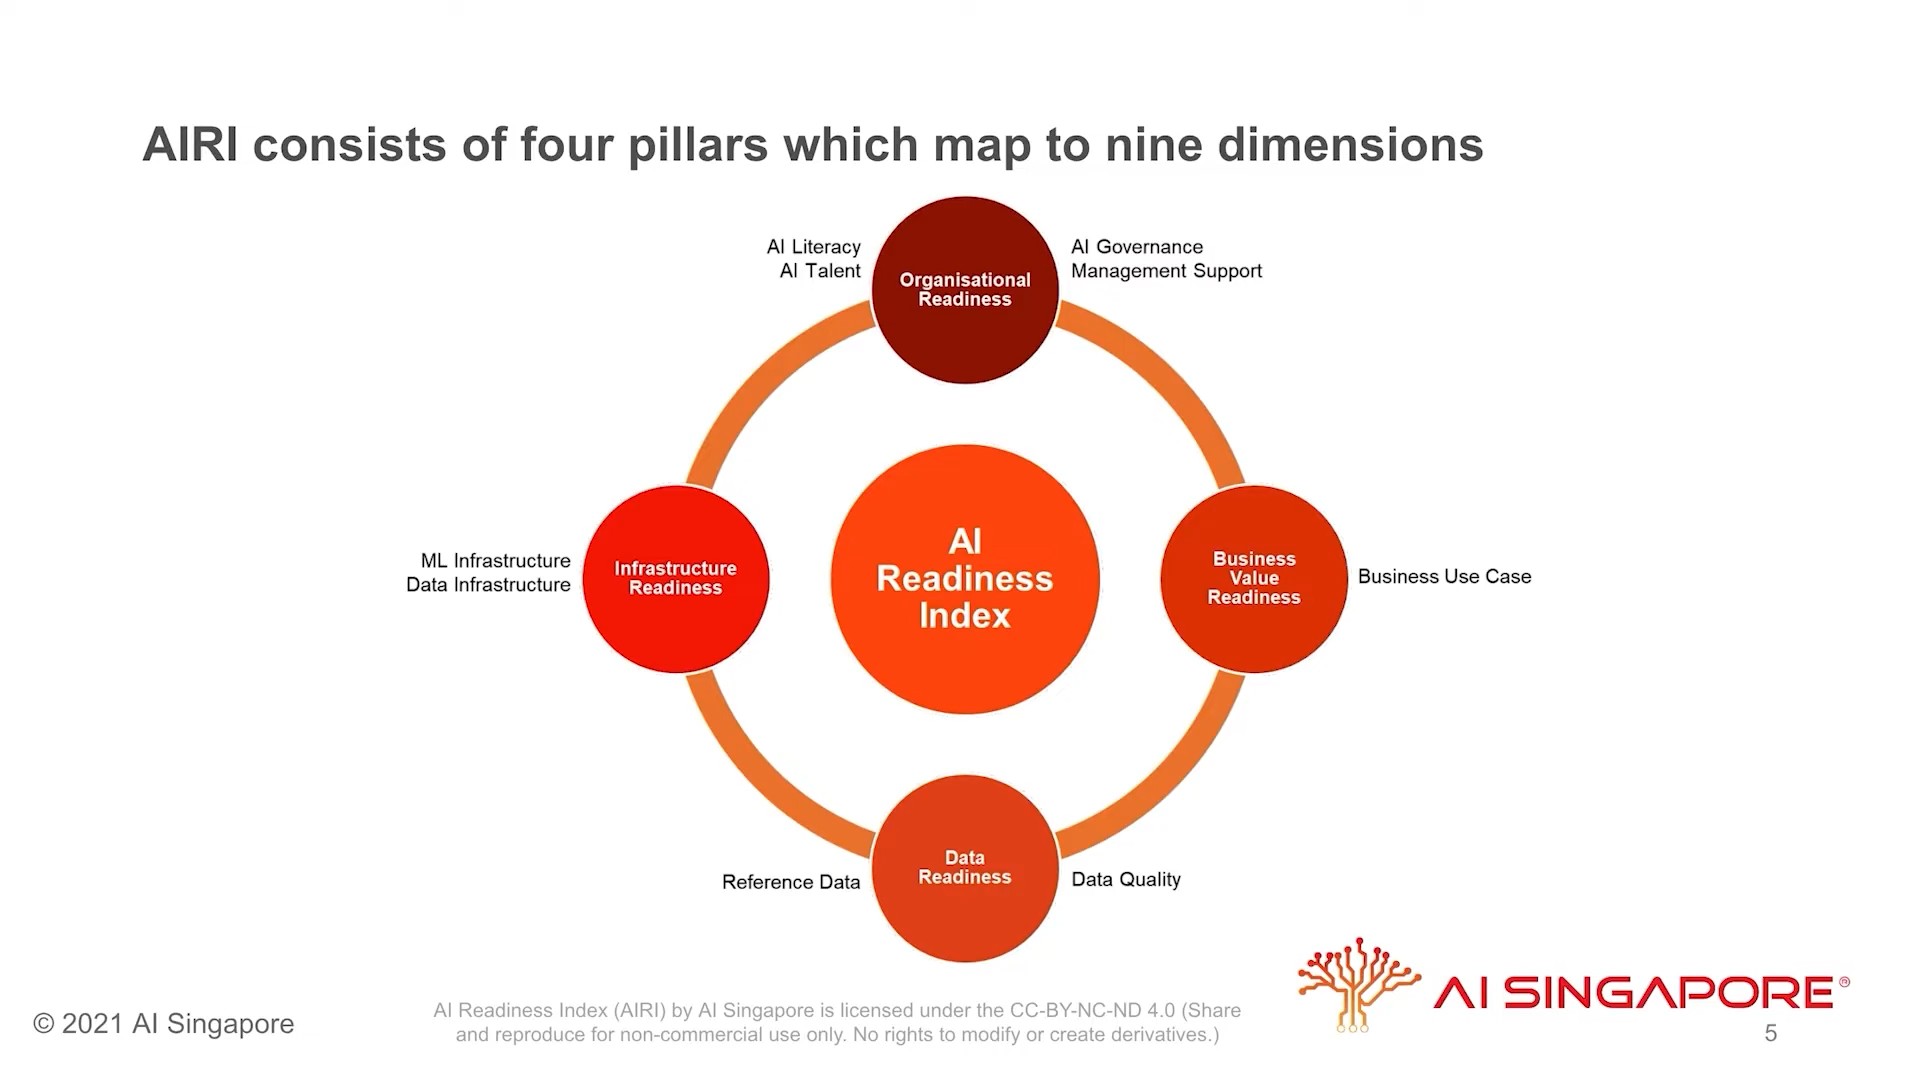 AIRI consists of four pillars which map to nine dimensions
AI Literacy
AI Talent
Organisational
Readiness
AI Governance
Management Support
ML Infrastructure
Data Infrastructure
Infrastructure
Readiness
AI
Readiness
Index
Business
Value
Readiness
Business Use Case
Reference Data
Data
Readiness
Data Quality
© 2021 AI Singapore
AI Readiness Index (AIRI) by AI Singapore is licensed under the CC-BY-NC-ND 4.0 (Share
and reproduce for non-commercial use only. No rights to modify or create derivatives.)
AI SINGAPORE®
5